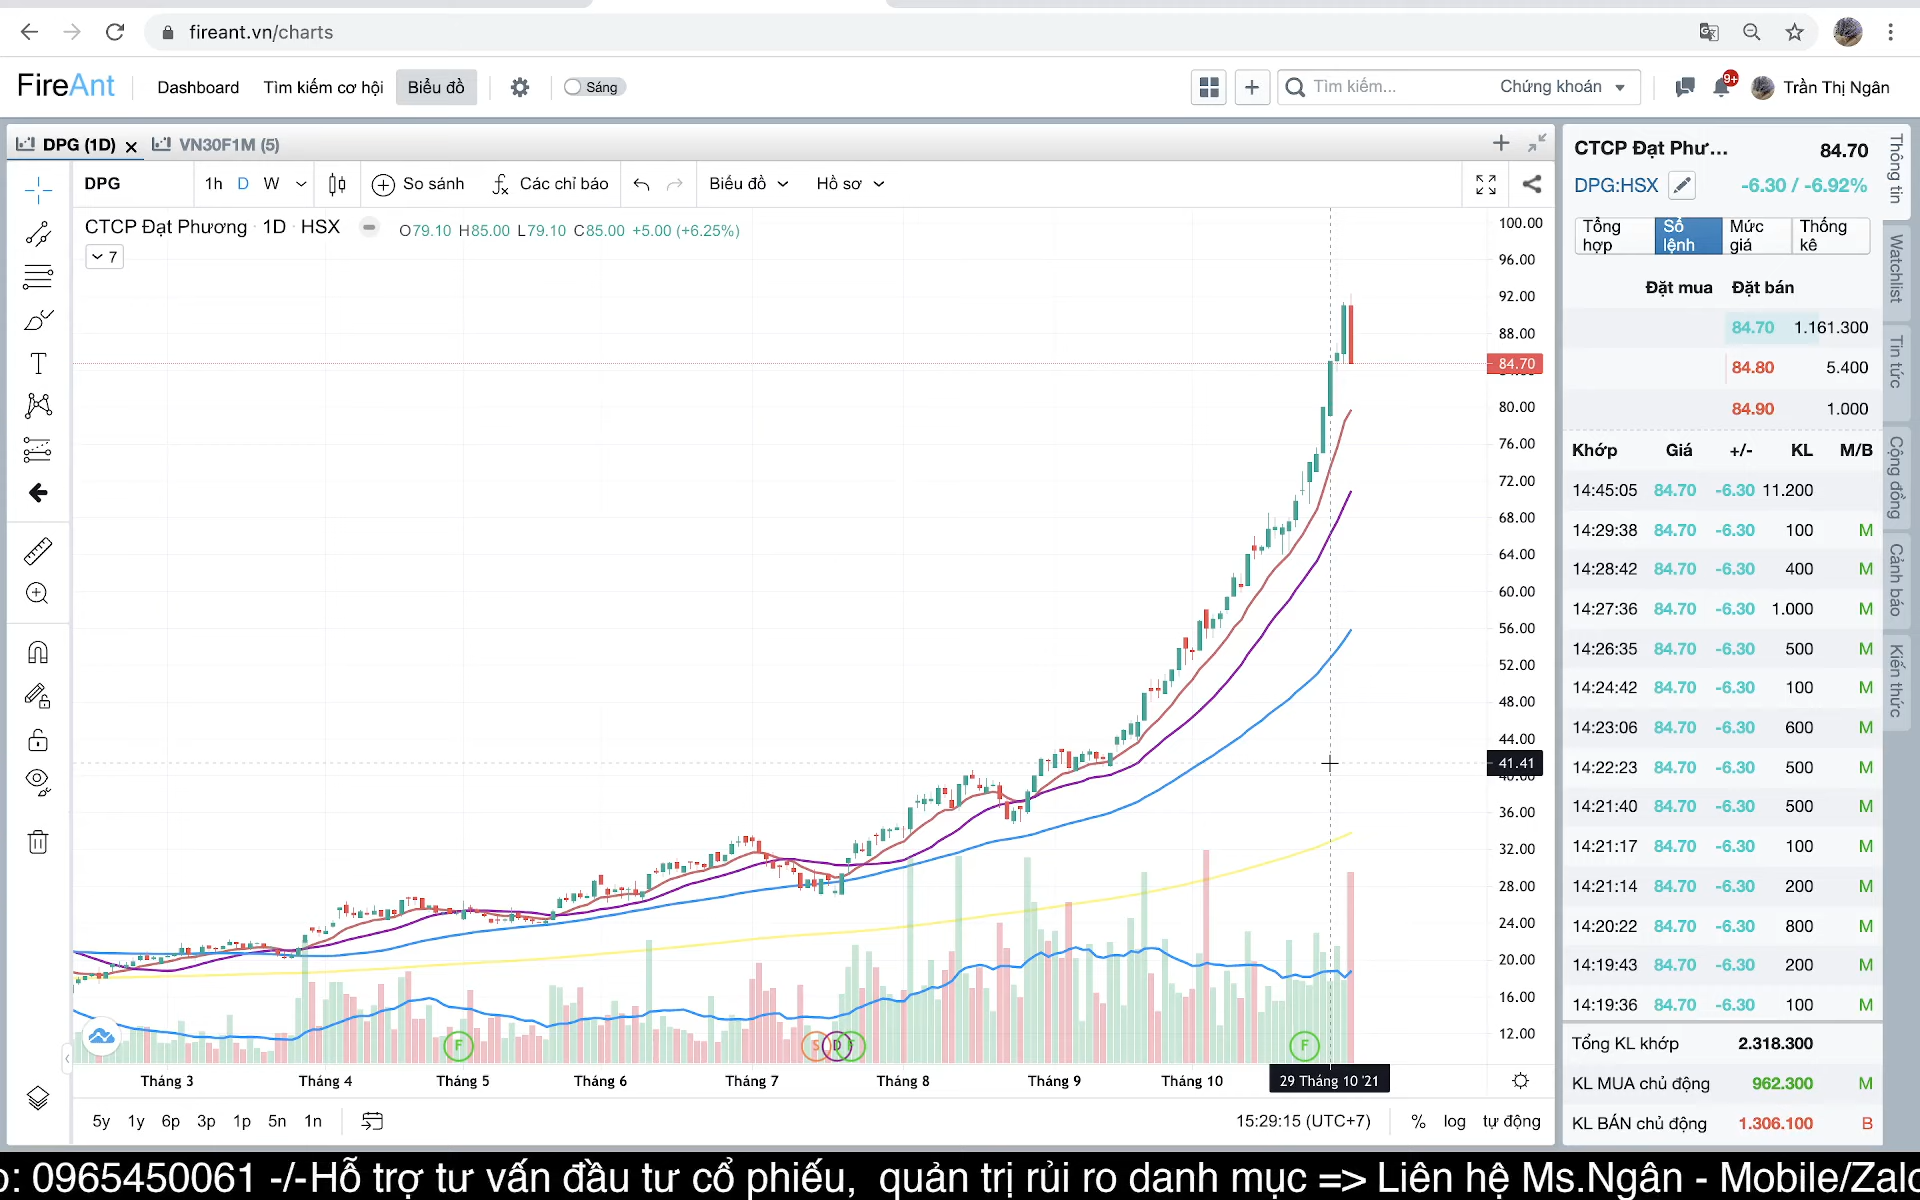 fireant.vn/charts
FireAnt Dashboard Tìm kiếm cơ hội Biểu đồ Sáng Tìm kiếm... Chứng khoán 9+ Trần Thị Ngân
DPG (1D) VN30F1M (5)
DPG 1h D W So sánh Các chỉ báo Biểu đồ Hồ sơ
CTCP Đạt Phương 1D HSX O79.10 H85.00 L79.10 C85.00 +5.00 (+6.25%)
7
100.00
96.00
92.00
88.00
84.70
80.00
76.00
72.00
68.00
64.00
60.00
56.00
52.00
48.00
44.00
41.41
40.00
36.00
32.00
28.00
24.00
20.00
16.00
12.00
F S D F
Tháng 3 Tháng 4 Tháng 5 Tháng 6 Tháng 7 Tháng 8 Tháng 9 Tháng 10 29 Tháng 10 '21
5y 1y 6p 3p 1p 5n 1n 15:29:15 (UTC+7) % log tự động
CTCP Đạt Phư... 84.70
DPG:HSX -6.30 / -6.92%
Tổng hợp Sổ lệnh Mức giá Thống kê
Đặt mua Đặt bán
84.70 1.161.300
84.80 5.400
84.90 1.000
Khớp Giá +/- KL M/B
14:45:05 84.70 -6.30 11.200
14:29:38 84.70 -6.30 100 M
14:28:42 84.70 -6.30 400 M
14:27:36 84.70 -6.30 1.000 M
14:26:35 84.70 -6.30 500 M
14:24:42 84.70 -6.30 100 M
14:23:06 84.70 -6.30 600 M
14:22:23 84.70 -6.30 500 M
14:21:40 84.70 -6.30 500 M
14:21:17 84.70 -6.30 100 M
14:21:14 84.70 -6.30 200 M
14:20:22 84.70 -6.30 800 M
14:19:43 84.70 -6.30 200 M
14:19:36 84.70 -6.30 100 M
Tổng KL khớp 2.318.300
KL MUA chủ động 962.300 M
KL BÁN chủ động 1.306.100 B
Thông tin
Watchlist
Tin tức
Cộng đồng
Cảnh báo
Kiến thức
o: 0965450061 -/-Hỗ trợ tư vấn đầu tư cổ phiếu, quản trị rủi ro danh mục => Liên hệ Ms.Ngân - Mobile/Zalo